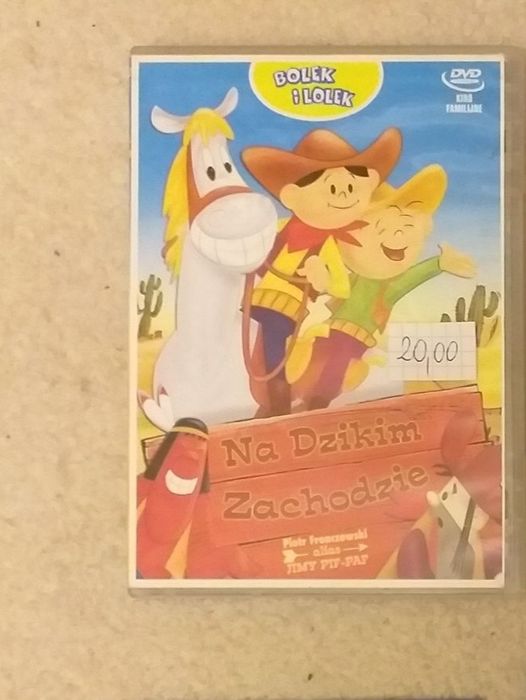 BOLEK
i LOLEK
DVD
KINO
FAMILIJNE
20,00
Na Dzikim
Zachodzie
Piotr Fronczewski
alias
JIMY PIF-PAF